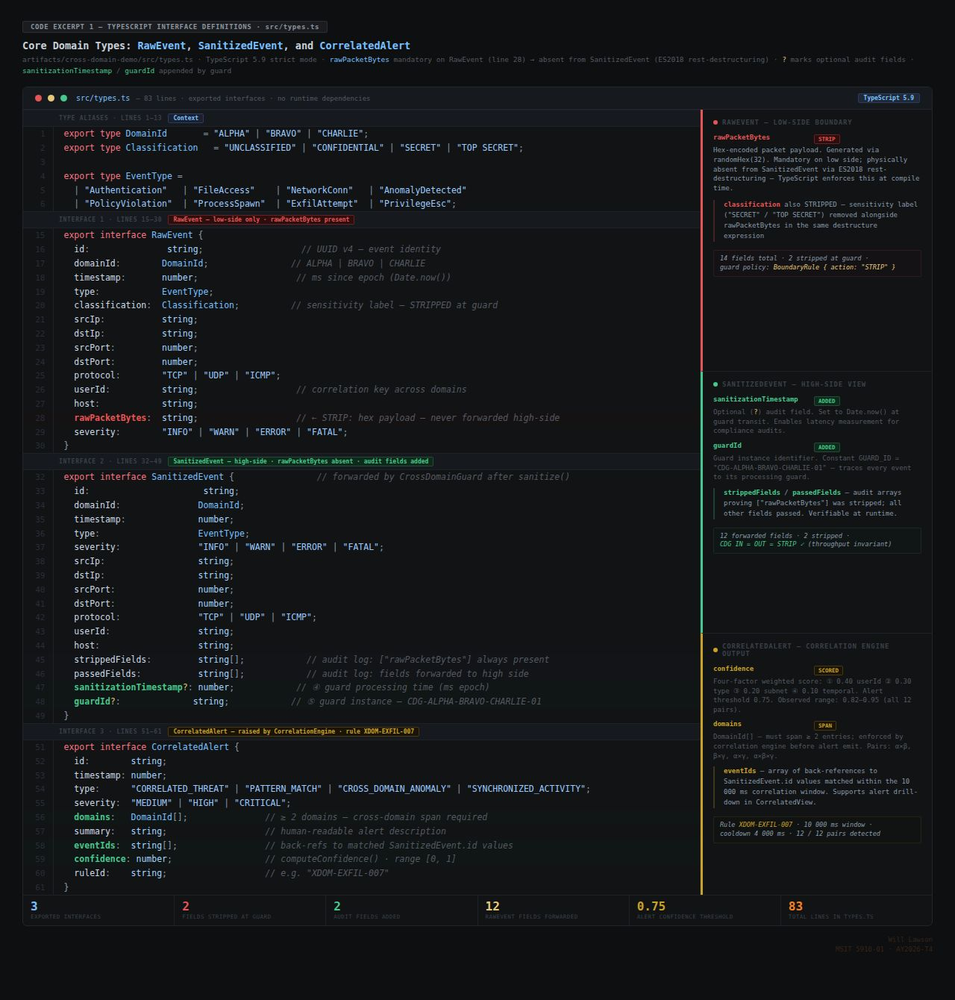 CODE EXCERPT 1 — TYPESCRIPT INTERFACE DEFINITIONS · src/types.ts
Core Domain Types: RawEvent, SanitizedEvent, and CorrelatedAlert
artifacts/cross-domain-demo/src/types.ts · TypeScript 5.9 strict mode · rawPacketBytes mandatory on RawEvent (line 28) → absent from SanitizedEvent (ES2018 rest-destructuring) · ? marks optional audit fields ·
sanitizationTimestamp / guardId appended by guard
src/types.ts — 83 lines · exported interfaces · no runtime dependencies
TypeScript 5.9
TYPE ALIASES · LINES 1–13 Context
1 export type DomainId = "ALPHA" | "BRAVO" | "CHARLIE";
2 export type Classification = "UNCLASSIFIED" | "CONFIDENTIAL" | "SECRET" | "TOP SECRET";
3
4 export type EventType =
5 | "Authentication" | "FileAccess" | "NetworkConn" | "AnomalyDetected"
6 | "PolicyViolation" | "ProcessSpawn" | "ExfilAttempt" | "PrivilegeEsc";
INTERFACE 1 · LINES 15–30 RawEvent — low-side only · rawPacketBytes present
15 export interface RawEvent {
16 id: string; // UUID v4 — event identity
17 domainId: DomainId; // ALPHA | BRAVO | CHARLIE
18 timestamp: number; // ms since epoch (Date.now())
19 type: EventType;
20 classification: Classification; // sensitivity label — STRIPPED at guard
21 srcIp: string;
22 dstIp: string;
23 srcPort: number;
24 dstPort: number;
25 protocol: "TCP" | "UDP" | "ICMP";
26 userId: string; // correlation key across domains
27 host: string;
28 rawPacketBytes: string; // ← STRIP: hex payload — never forwarded high-side
29 severity: "INFO" | "WARN" | "ERROR" | "FATAL";
30 }
INTERFACE 2 · LINES 32–49 SanitizedEvent — high-side · rawPacketBytes absent · audit fields added
32 export interface SanitizedEvent { // forwarded by CrossDomainGuard after sanitize()
33 id: string;
34 domainId: DomainId;
35 timestamp: number;
36 type: EventType;
37 severity: "INFO" | "WARN" | "ERROR" | "FATAL";
38 srcIp: string;
39 dstIp: string;
40 srcPort: number;
41 dstPort: number;
42 protocol: "TCP" | "UDP" | "ICMP";
43 userId: string;
44 host: string;
45 strippedFields: string[]; // audit log: ["rawPacketBytes"] always present
46 passedFields: string[]; // audit log: fields forwarded to high side
47 sanitizationTimestamp?: number; // ④ guard processing time (ms epoch)
48 guardId?: string; // ⑤ guard instance — CDG-ALPHA-BRAVO-CHARLIE-01
49 }
INTERFACE 3 · LINES 51–61 CorrelatedAlert — raised by CorrelationEngine · rule XDOM-EXFIL-007
51 export interface CorrelatedAlert {
52 id: string;
53 timestamp: number;
54 type: "CORRELATED_THREAT" | "PATTERN_MATCH" | "CROSS_DOMAIN_ANOMALY" | "SYNCHRONIZED_ACTIVITY";
55 severity: "MEDIUM" | "HIGH" | "CRITICAL";
56 domains: DomainId[]; // ≥ 2 domains — cross-domain span required
57 summary: string; // human-readable alert description
58 eventIds: string[]; // back-refs to matched SanitizedEvent.id values
59 confidence: number; // computeConfidence() · range [0, 1]
60 ruleId: string; // e.g. "XDOM-EXFIL-007"
61 }
RAWEVENT — LOW-SIDE BOUNDARY
rawPacketBytes STRIP
Hex-encoded packet payload. Generated via
randomHex(32). Mandatory on low side; physically
absent from SanitizedEvent via ES2018 rest-
destructuring — TypeScript enforces this at compile
time.
classification also STRIPPED — sensitivity label
("SECRET" / "TOP SECRET") removed alongside
rawPacketBytes in the same destructure
expression
14 fields total · 2 stripped at guard ·
guard policy: BoundaryRule { action: "STRIP" }
SANITIZEDEVENT — HIGH-SIDE VIEW
sanitizationTimestamp ADDED
Optional (?) audit field. Set to Date.now() at
guard transit. Enables latency measurement for
compliance audits.
guardId ADDED
Guard instance identifier. Constant GUARD_ID =
"CDG-ALPHA-BRAVO-CHARLIE-01" — traces every event
to its processing guard.
strippedFields / passedFields — audit arrays
proving ["rawPacketBytes"] was stripped; all
other fields passed. Verifiable at runtime.
12 forwarded fields · 2 stripped ·
CDG IN = OUT = STRIP ✓ (throughput invariant)
CORRELATEDALERT — CORRELATION ENGINE
OUTPUT
confidence SCORED
Four-factor weighted score: ① 0.40 userId ② 0.30
type ③ 0.20 subnet ④ 0.10 temporal. Alert
threshold 0.75. Observed range: 0.82–0.95 (all 12
pairs).
domains SPAN
DomainId[] — must span ≥ 2 entries; enforced by
correlation engine before alert emit. Pairs: α×β,
β×γ, α×γ, α×β×γ.
eventIds — array of back-references to
SanitizedEvent.id values matched within the 10
000 ms correlation window. Supports alert drill-
down in CorrelatedView.
Rule XDOM-EXFIL-007 · 10 000 ms window ·
cooldown 4 000 ms · 12 / 12 pairs detected
3
EXPORTED INTERFACES
2
FIELDS STRIPPED AT GUARD
2
AUDIT FIELDS ADDED
12
RAWEVENT FIELDS FORWARDED
0.75
ALERT CONFIDENCE THRESHOLD
83
TOTAL LINES IN TYPES.TS
Will Lawson
MSIT 5910-01 · AY2026-T4